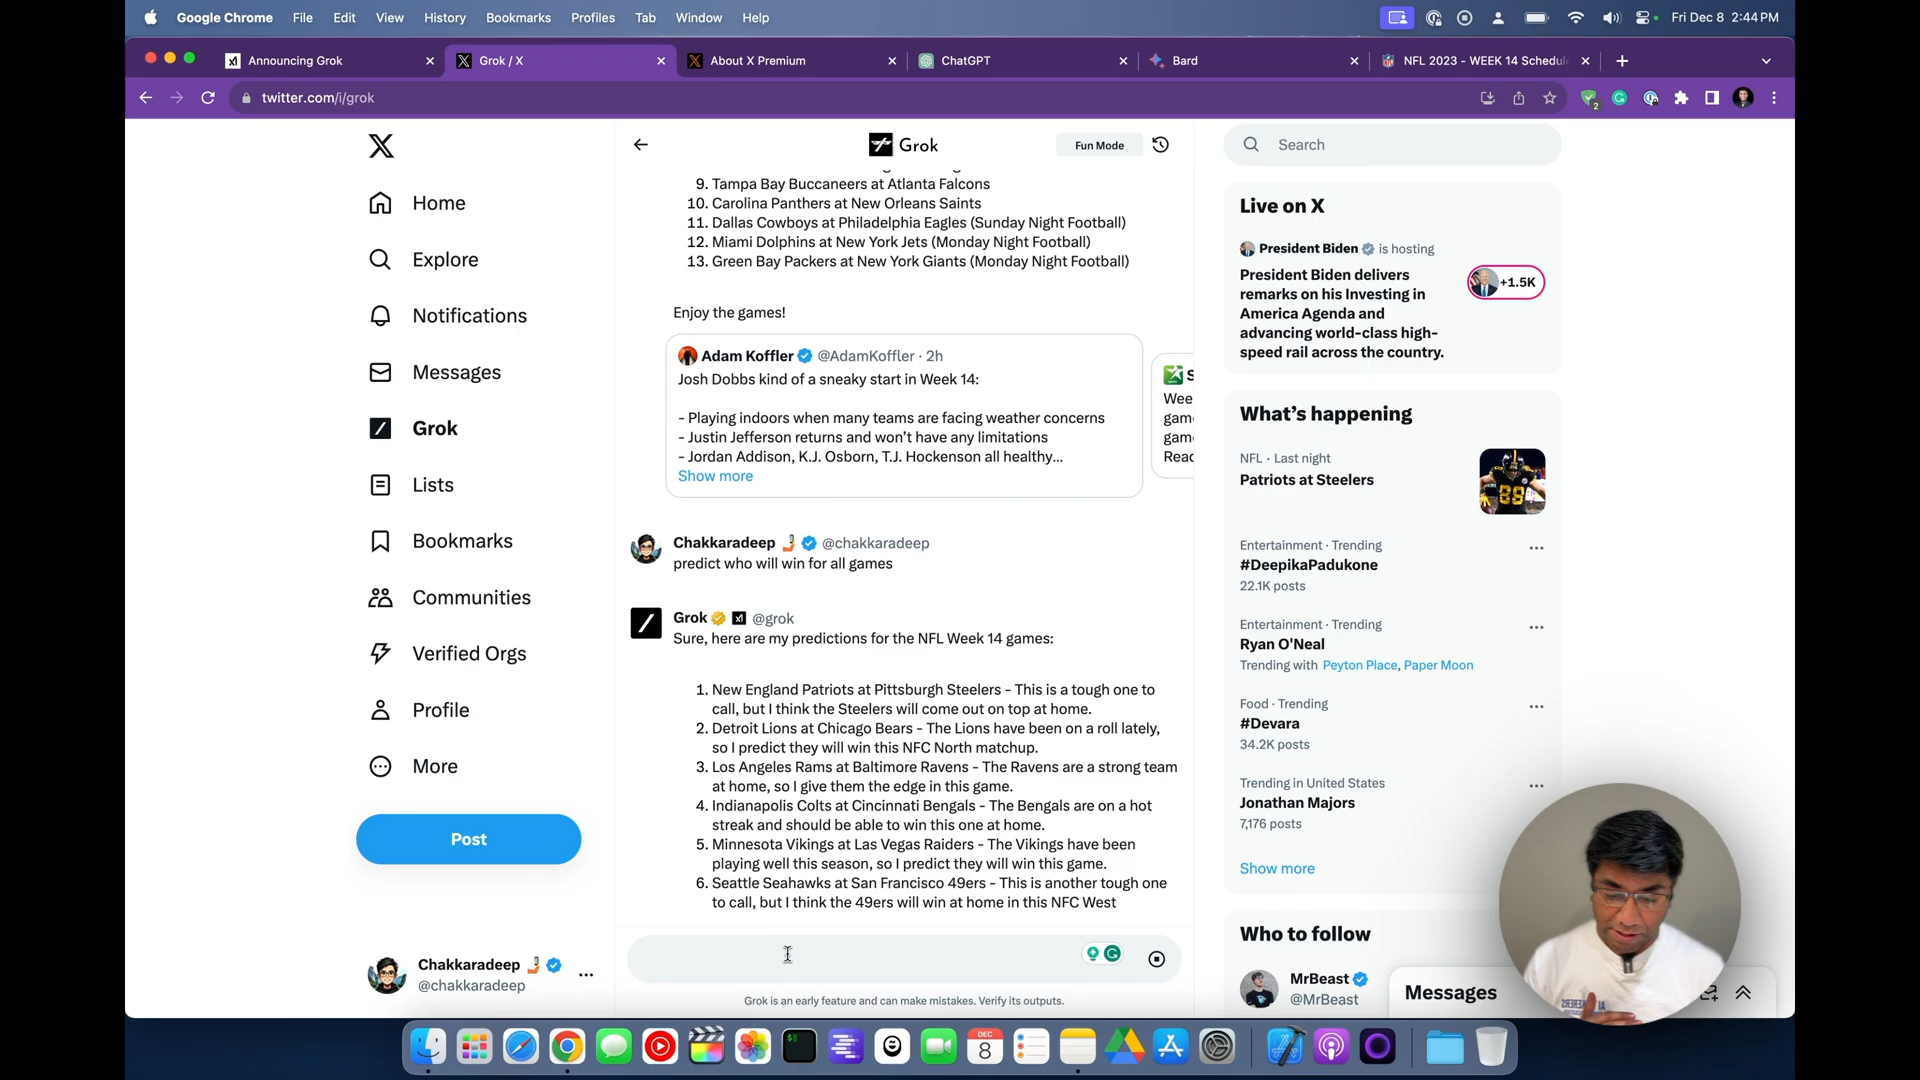 Google Chrome File Edit View History Bookmarks Profiles Tab Window Help
Fri Dec 8 2:44 PM
Announcing Grok
Grok / X
About X Premium
ChatGPT
Bard
NFL 2023 - WEEK 14 Schedul
twitter.com/i/grok
2
Home
Explore
Notifications
Messages
Grok
Lists
Bookmarks
Communities
Verified Orgs
Profile
More
Post
Chakkaradeep
@chakkaradeep
Grok
Fun Mode
9. Tampa Bay Buccaneers at Atlanta Falcons
10. Carolina Panthers at New Orleans Saints
11. Dallas Cowboys at Philadelphia Eagles (Sunday Night Football)
12. Miami Dolphins at New York Jets (Monday Night Football)
13. Green Bay Packers at New York Giants (Monday Night Football)
Enjoy the games!
Adam Koffler @AdamKoffler · 2h
Josh Dobbs kind of a sneaky start in Week 14:
- Playing indoors when many teams are facing weather concerns
- Justin Jefferson returns and won't have any limitations
- Jordan Addison, K.J. Osborn, T.J. Hockenson all healthy...
Show more
S
Wee
gam
gam
Read
Chakkaradeep @chakkaradeep
predict who will win for all games
Grok @grok
Sure, here are my predictions for the NFL Week 14 games:
1. New England Patriots at Pittsburgh Steelers - This is a tough one to
call, but I think the Steelers will come out on top at home.
2. Detroit Lions at Chicago Bears - The Lions have been on a roll lately,
so I predict they will win this NFC North matchup.
3. Los Angeles Rams at Baltimore Ravens - The Ravens are a strong team
at home, so I give them the edge in this game.
4. Indianapolis Colts at Cincinnati Bengals - The Bengals are on a hot
streak and should be able to win this one at home.
5. Minnesota Vikings at Las Vegas Raiders - The Vikings have been
playing well this season, so I predict they will win this game.
6. Seattle Seahawks at San Francisco 49ers - This is another tough one
to call, but I think the 49ers will win at home in this NFC West
Grok is an early feature and can make mistakes. Verify its outputs.
Search
Live on X
President Biden is hosting
President Biden delivers
remarks on his Investing in
America Agenda and
advancing world-class high-
speed rail across the country.
+1.5K
What's happening
NFL · Last night
Patriots at Steelers
Entertainment · Trending
#DeepikaPadukone
22.1K posts
Entertainment · Trending
Ryan O'Neal
Trending with Peyton Place, Paper Moon
Food · Trending
#Devara
34.2K posts
Trending in United States
Jonathan Majors
7,176 posts
Show more
Who to follow
MrBeast
@MrBeast
Messages
DEC
8